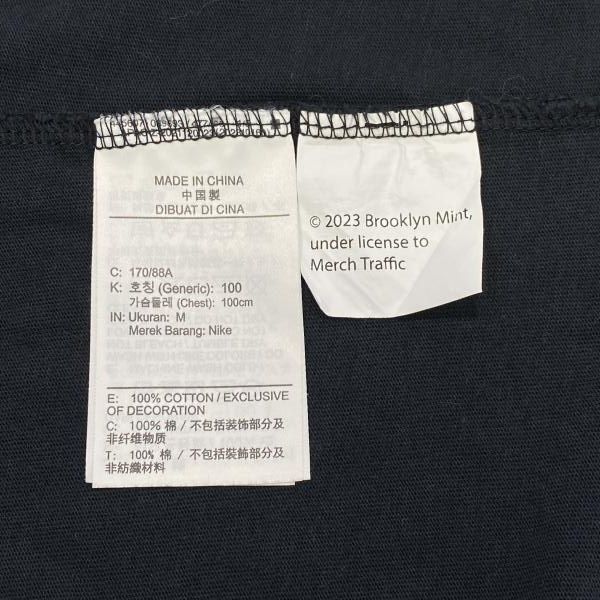 MADE IN CHINA
中国製
DIBUAT DI CINA
C: 170/88A
K: 호칭 (Generic): 100
가슴둘레 (Chest): 100cm
IN: Ukuran: M
Merek Barang: Nike
E: 100% COTTON / EXCLUSIVE
OF DECORATION
C: 100% 棉 / 不包括装饰部分及
非纤维物质
T: 100% 棉 / 不包括裝飾部分及
非紡織材料
© 2023 Brooklyn Mint,
under license to
Merch Traffic